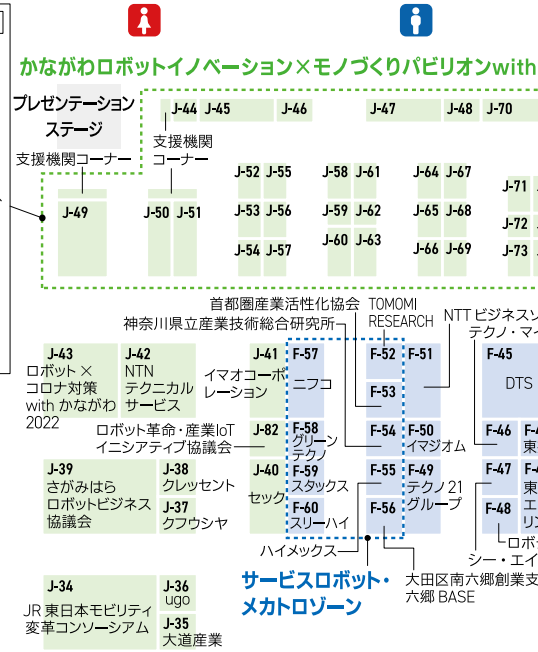 かながわロボットイノベーション×モノづくりパビリオンwith
プレゼンテーション
ステージ
J-44 J-45 J-46 J-47 J-48 J-70
支援機関
コーナー
支援機関コーナー
J-49
J-50 J-51
J-52 J-55 J-58 J-61 J-64 J-67
J-71
J-53 J-56 J-59 J-62 J-65 J-68
J-72
J-54 J-57 J-60 J-63 J-66 J-69 J-73
首都圏産業活性化協会
神奈川県立産業技術総合研究所
TOMOMI
RESEARCH
NTT ビジネスソ
テクノ・マイ
J-43
ロボット×
コロナ対策
with かながわ
2022
J-42
NTN
テクニカル
サービス
J-41
イマオコーポ
レーション
F-57
ニフコ
F-52
F-51
F-53
F-45
DTS
ロボット革命・産業IoT
イニシアティブ協議会
J-82
F-58
グリーン
テクノ
F-54
F-50
イマジオム
F-46
F-4
東
J-39
さがみはら
ロボットビジネス
協議会
J-38
クレッセント
J-37
クフウシヤ
J-40
セック
F-59
スタックス
F-60
スリーハイ
F-55
F-56
F-49
テクノ21
グループ
F-47
F-4
東
エ
リン
F-48
ロボ
シー・エイ
ハイメックス
サービスロボット・
メカトロゾーン
大田区南六郷創業支
六郷 BASE
J-34
JR 東日本モビリティ
変革コンソーシアム
J-36
ugo
J-35
大道産業